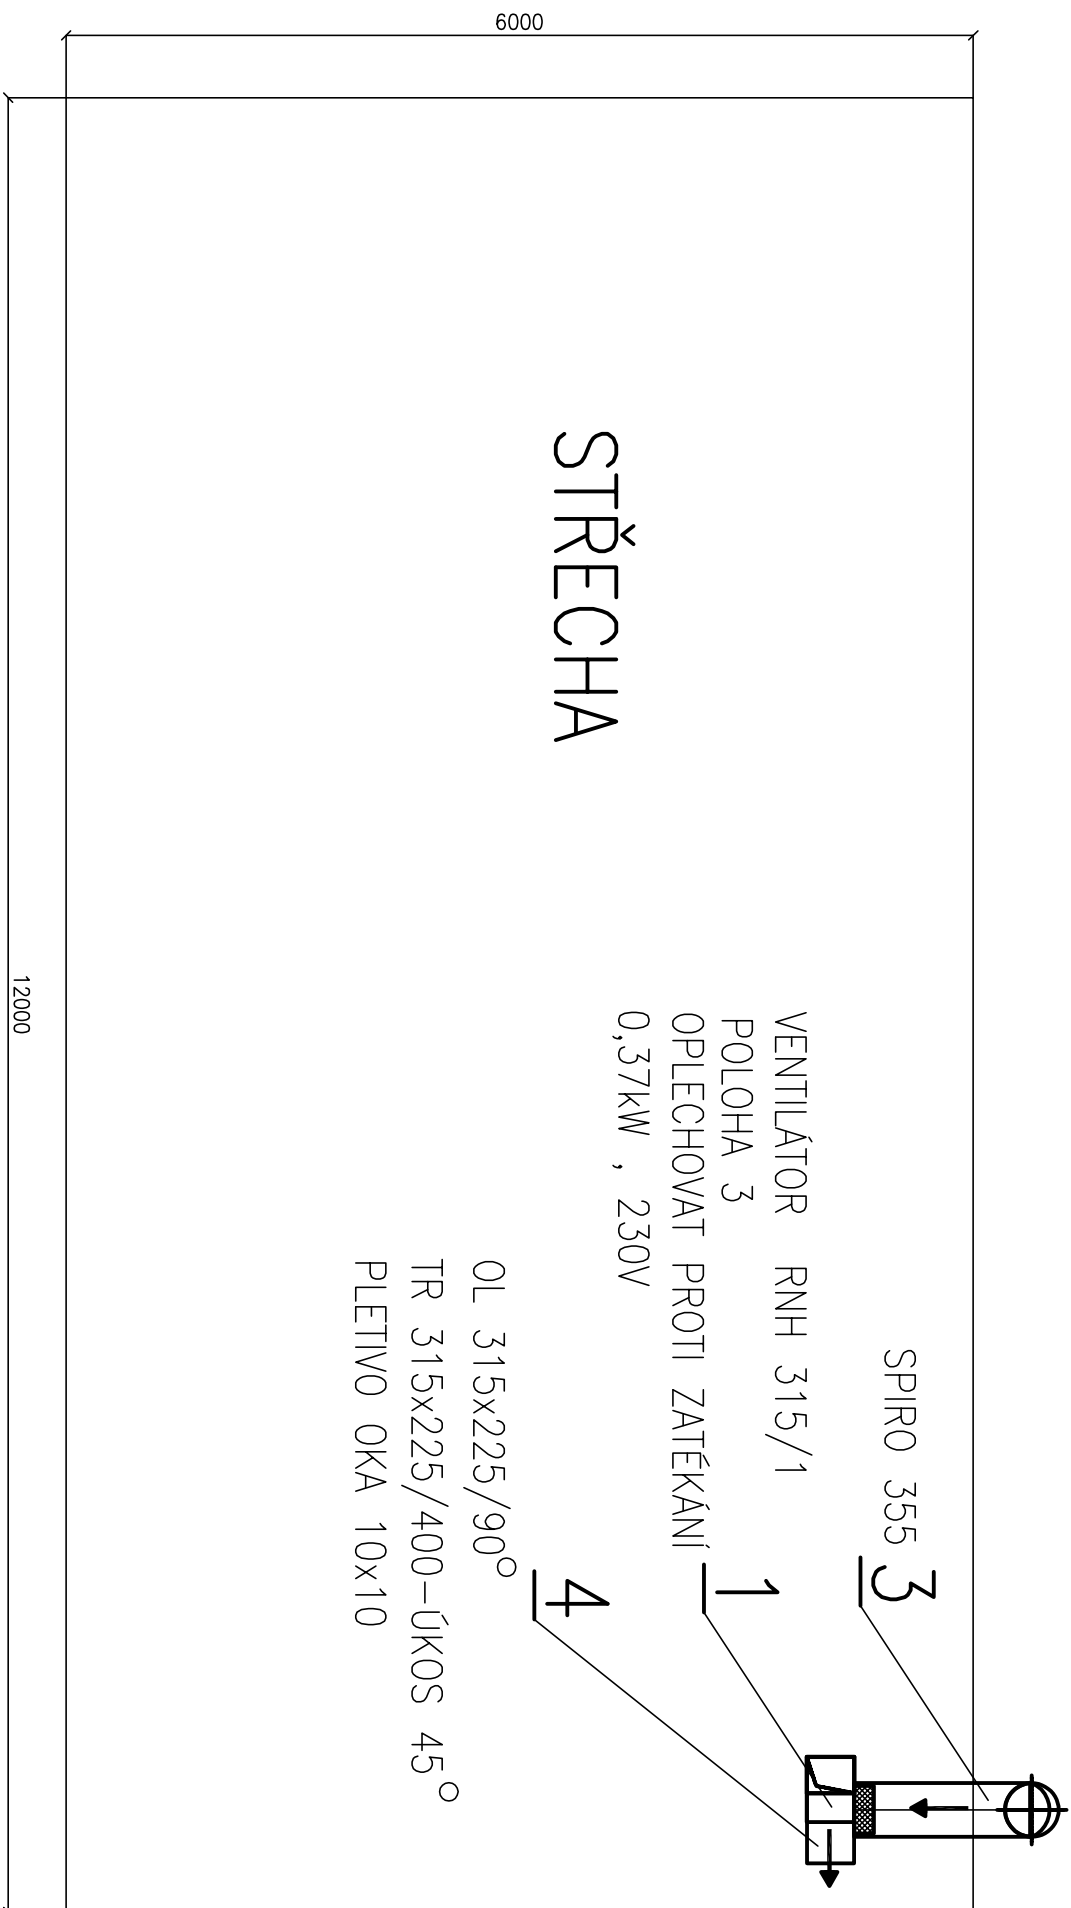 6000
12000
STŘECHA
SPIRO 355
3
VENTILÁTOR RNH 315/1
POLOHA 3
OPLECHOVAT PROTI ZATÉKÁNÍ
0,37kW , 230V
1
OL 315x225/90°
TR 315x225/400-ÚKOS 45°
PLETIVO OKA 10x10
4